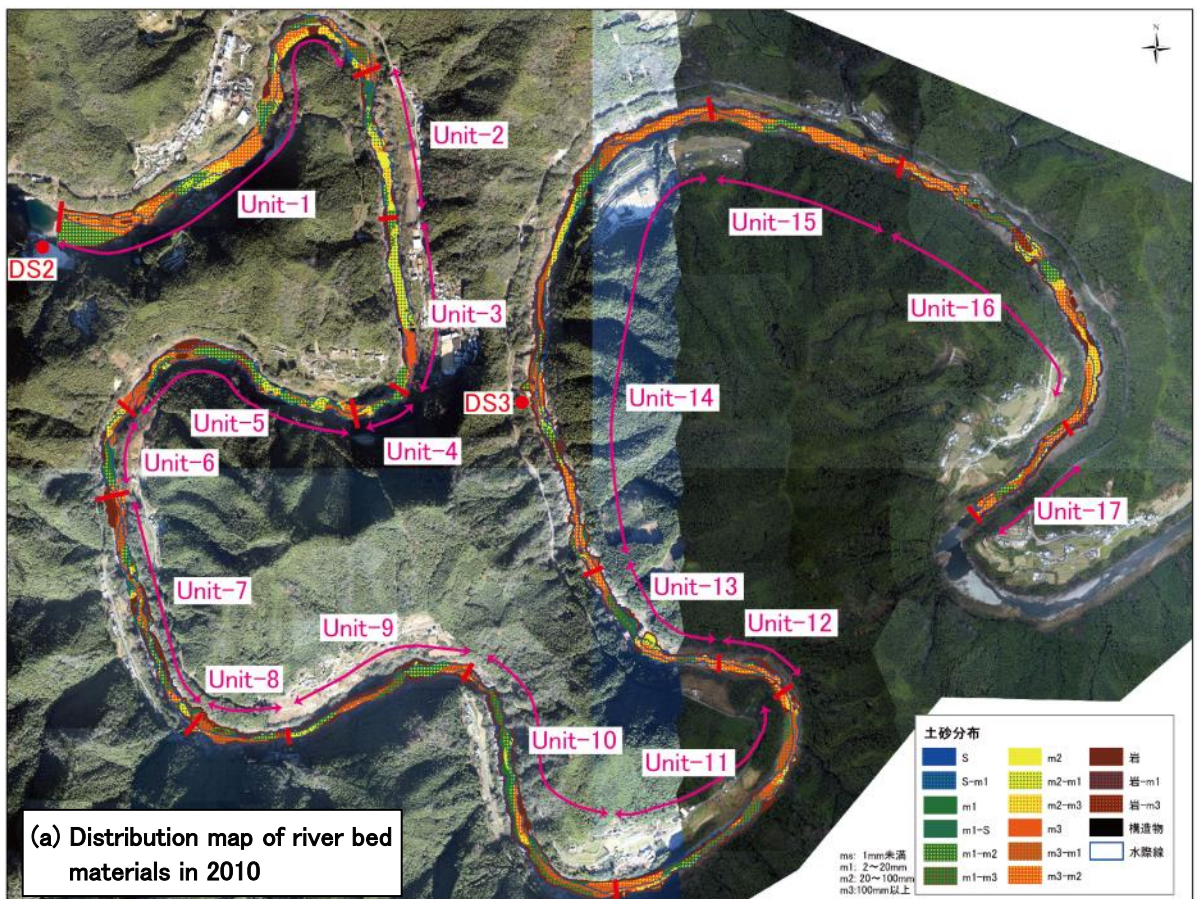 N
Unit-2
Unit-1
DS2
Unit-15
Unit-3
Unit-16
Unit-14
DS3
Unit-5
Unit-4
Unit-6
Unit-17
Unit-7
Unit-13
Unit-12
Unit-9
Unit-8
Unit-10
Unit-11
(a) Distribution map of river bed
materials in 2010
土砂分布
S
S-m1
m1
m1-S
m1-m2
m1-m3
m2
m2-m1
m2-m3
m3
m3-m1
m3-m2
岩
岩-m1
岩-m3
構造物
水際線
ms: 1mm未満
m1: 2～20mm
m2: 20～100mm
m3:100mm以上